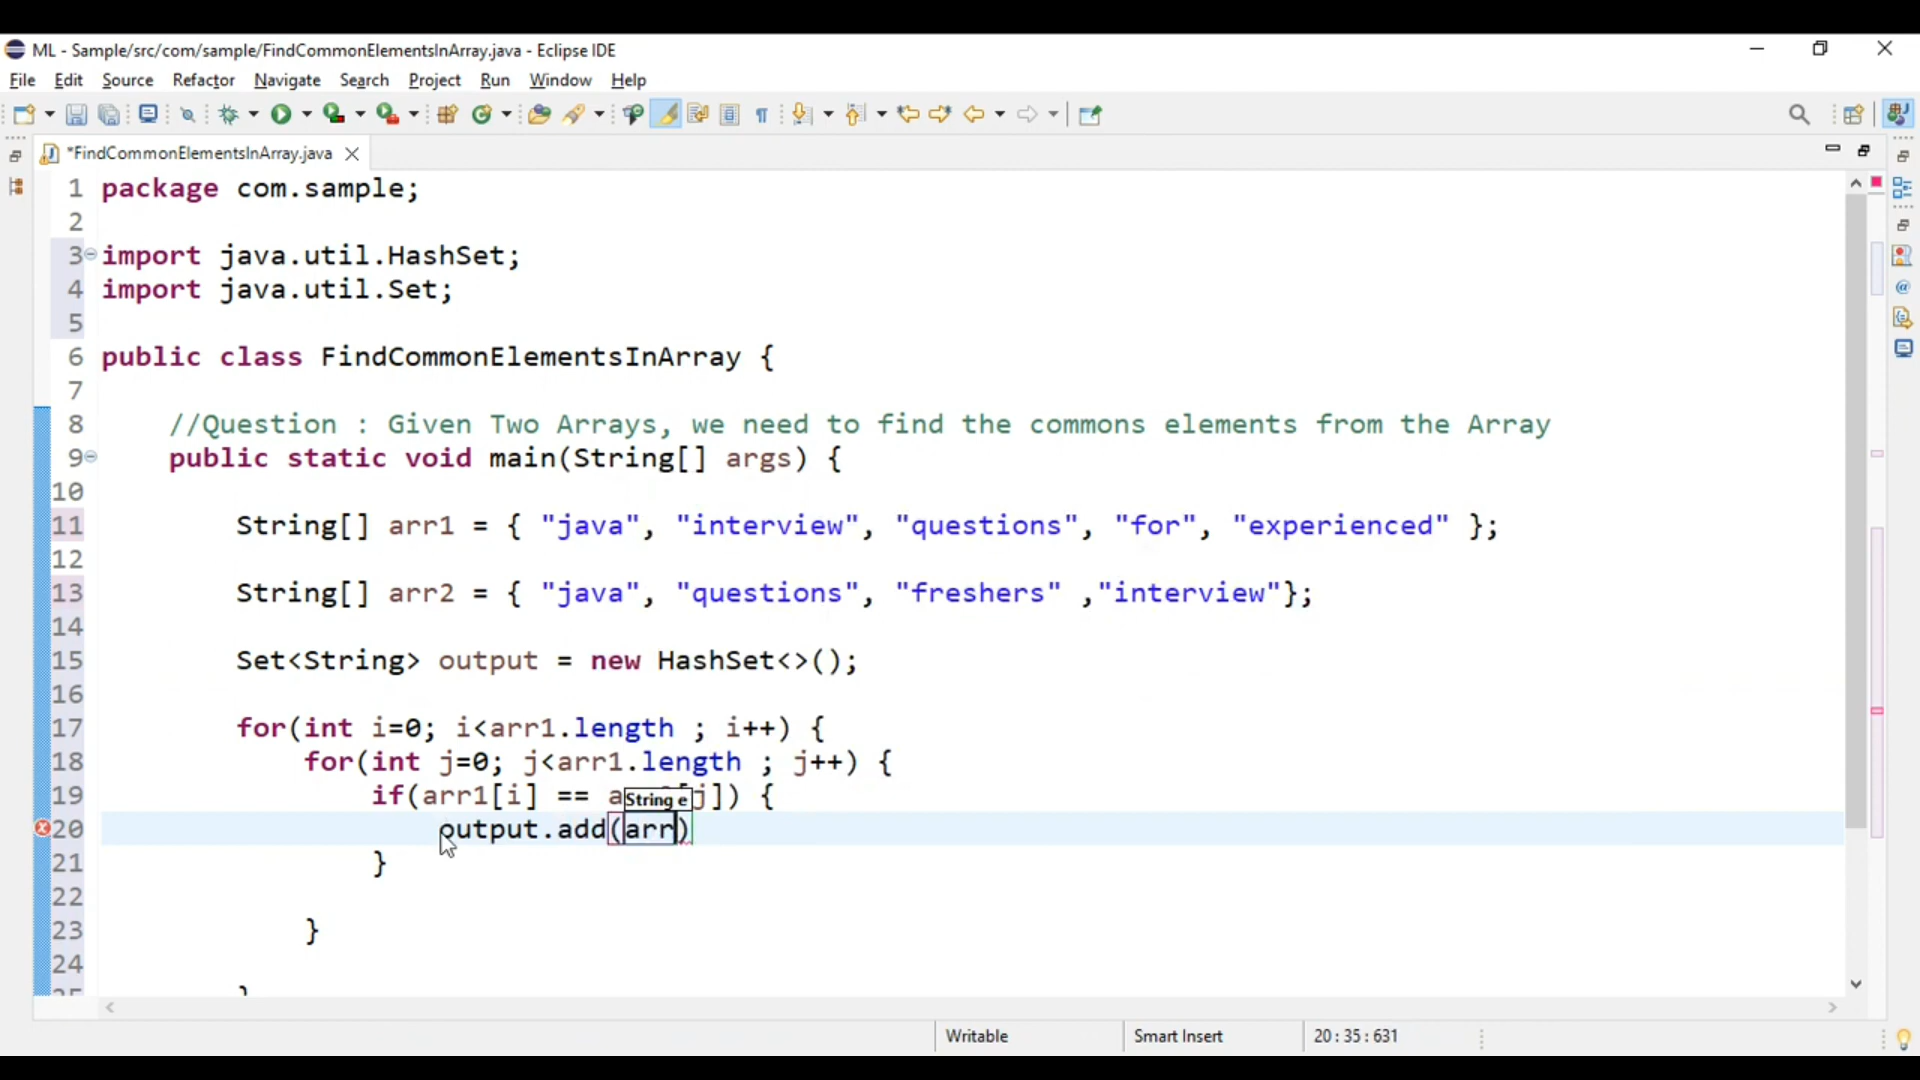 ML - Sample/src/com/sample/FindCommonElementsInArray.java - Eclipse IDE
File Edit Source Refactor Navigate Search Project Run Window Help
*FindCommonElementsInArray.java
1 package com.sample;
2
3 import java.util.HashSet;
4 import java.util.Set;
5
6 public class FindCommonElementsInArray {
7
8 //Question : Given Two Arrays, we need to find the commons elements from the Array
9 public static void main(String[] args) {
10
11 String[] arr1 = { "java", "interview", "questions", "for", "experienced" };
12
13 String[] arr2 = { "java", "questions", "freshers" ,"interview"};
14
15 Set<String> output = new HashSet<>();
16
17 for(int i=0; i<arr1.length ; i++) {
18 for(int j=0; j<arr1.length ; j++) {
19 if(arr1[i] == a String e j]) {
20 output.add(arr)
21 }
22
23 }
24
25 }
Writable Smart Insert 20 : 35 : 631